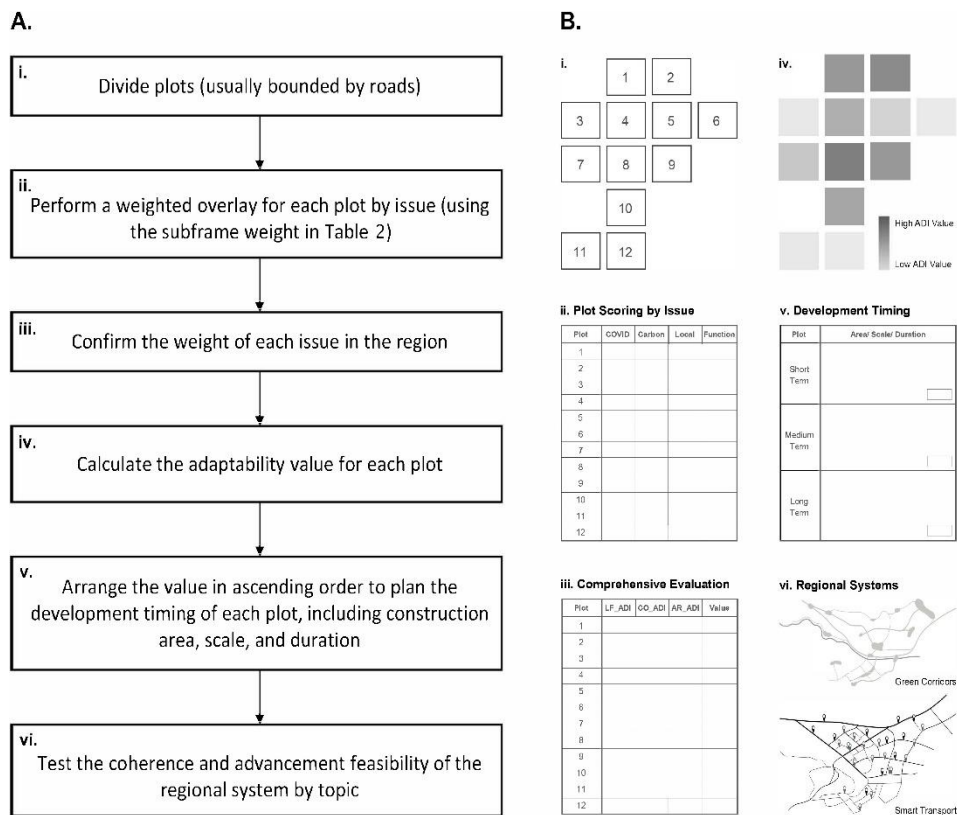 A.
i.
Divide plots (usually bounded by roads)
ii.
Perform a weighted overlay for each plot by issue (using
the subframe weight in Table 2)
iii.
Confirm the weight of each issue in the region
iv.
Calculate the adaptability value for each plot
v.
Arrange the value in ascending order to plan the
development timing of each plot, including construction
area, scale, and duration
vi.
Test the coherence and advancement feasibility of the
regional system by topic
B.
i.
1 2
3 4 5 6
7 8 9
10
11 12
iv.
High ADI Value
Low ADI Value
ii. Plot Scoring by Issue
Plot COVID Carbon Local Function
1
2
3
4
5
6
7
8
9
10
11
12
v. Development Timing
Plot Area/ Scale/ Duration
Short
Term
Medium
Term
Long
Term
iii. Comprehensive Evaluation
Plot LF_ADI CO_ADI AR_ADI Value
1
2
3
4
5
6
7
8
9
10
11
12
vi. Regional Systems
Green Corricors
Smart Transport